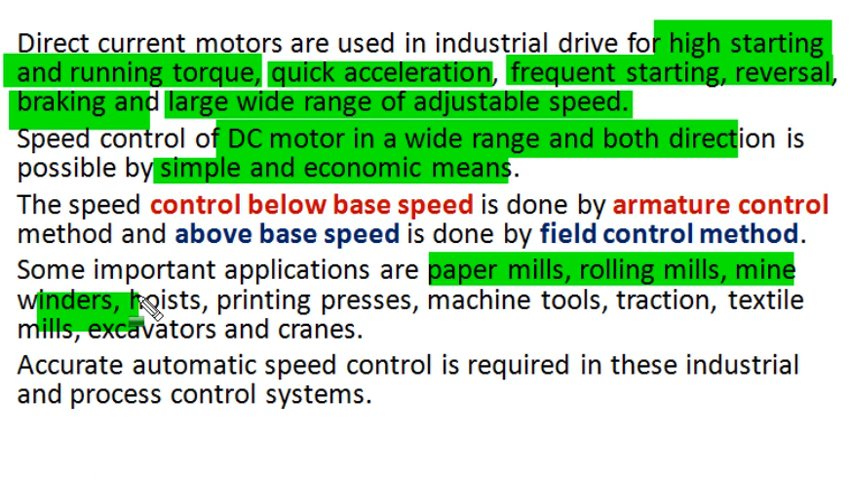 Direct current motors are used in industrial drive for high starting
and running torque, quick acceleration, frequent starting, reversal,
braking and large wide range of adjustable speed.
Speed control of DC motor in a wide range and both direction is
possible by simple and economic means.
The speed control below base speed is done by armature control
method and above base speed is done by field control method.
Some important applications are paper mills, rolling mills, mine
winders, hoists, printing presses, machine tools, traction, textile
mills, excavators and cranes.
Accurate automatic speed control is required in these industrial
and process control systems.